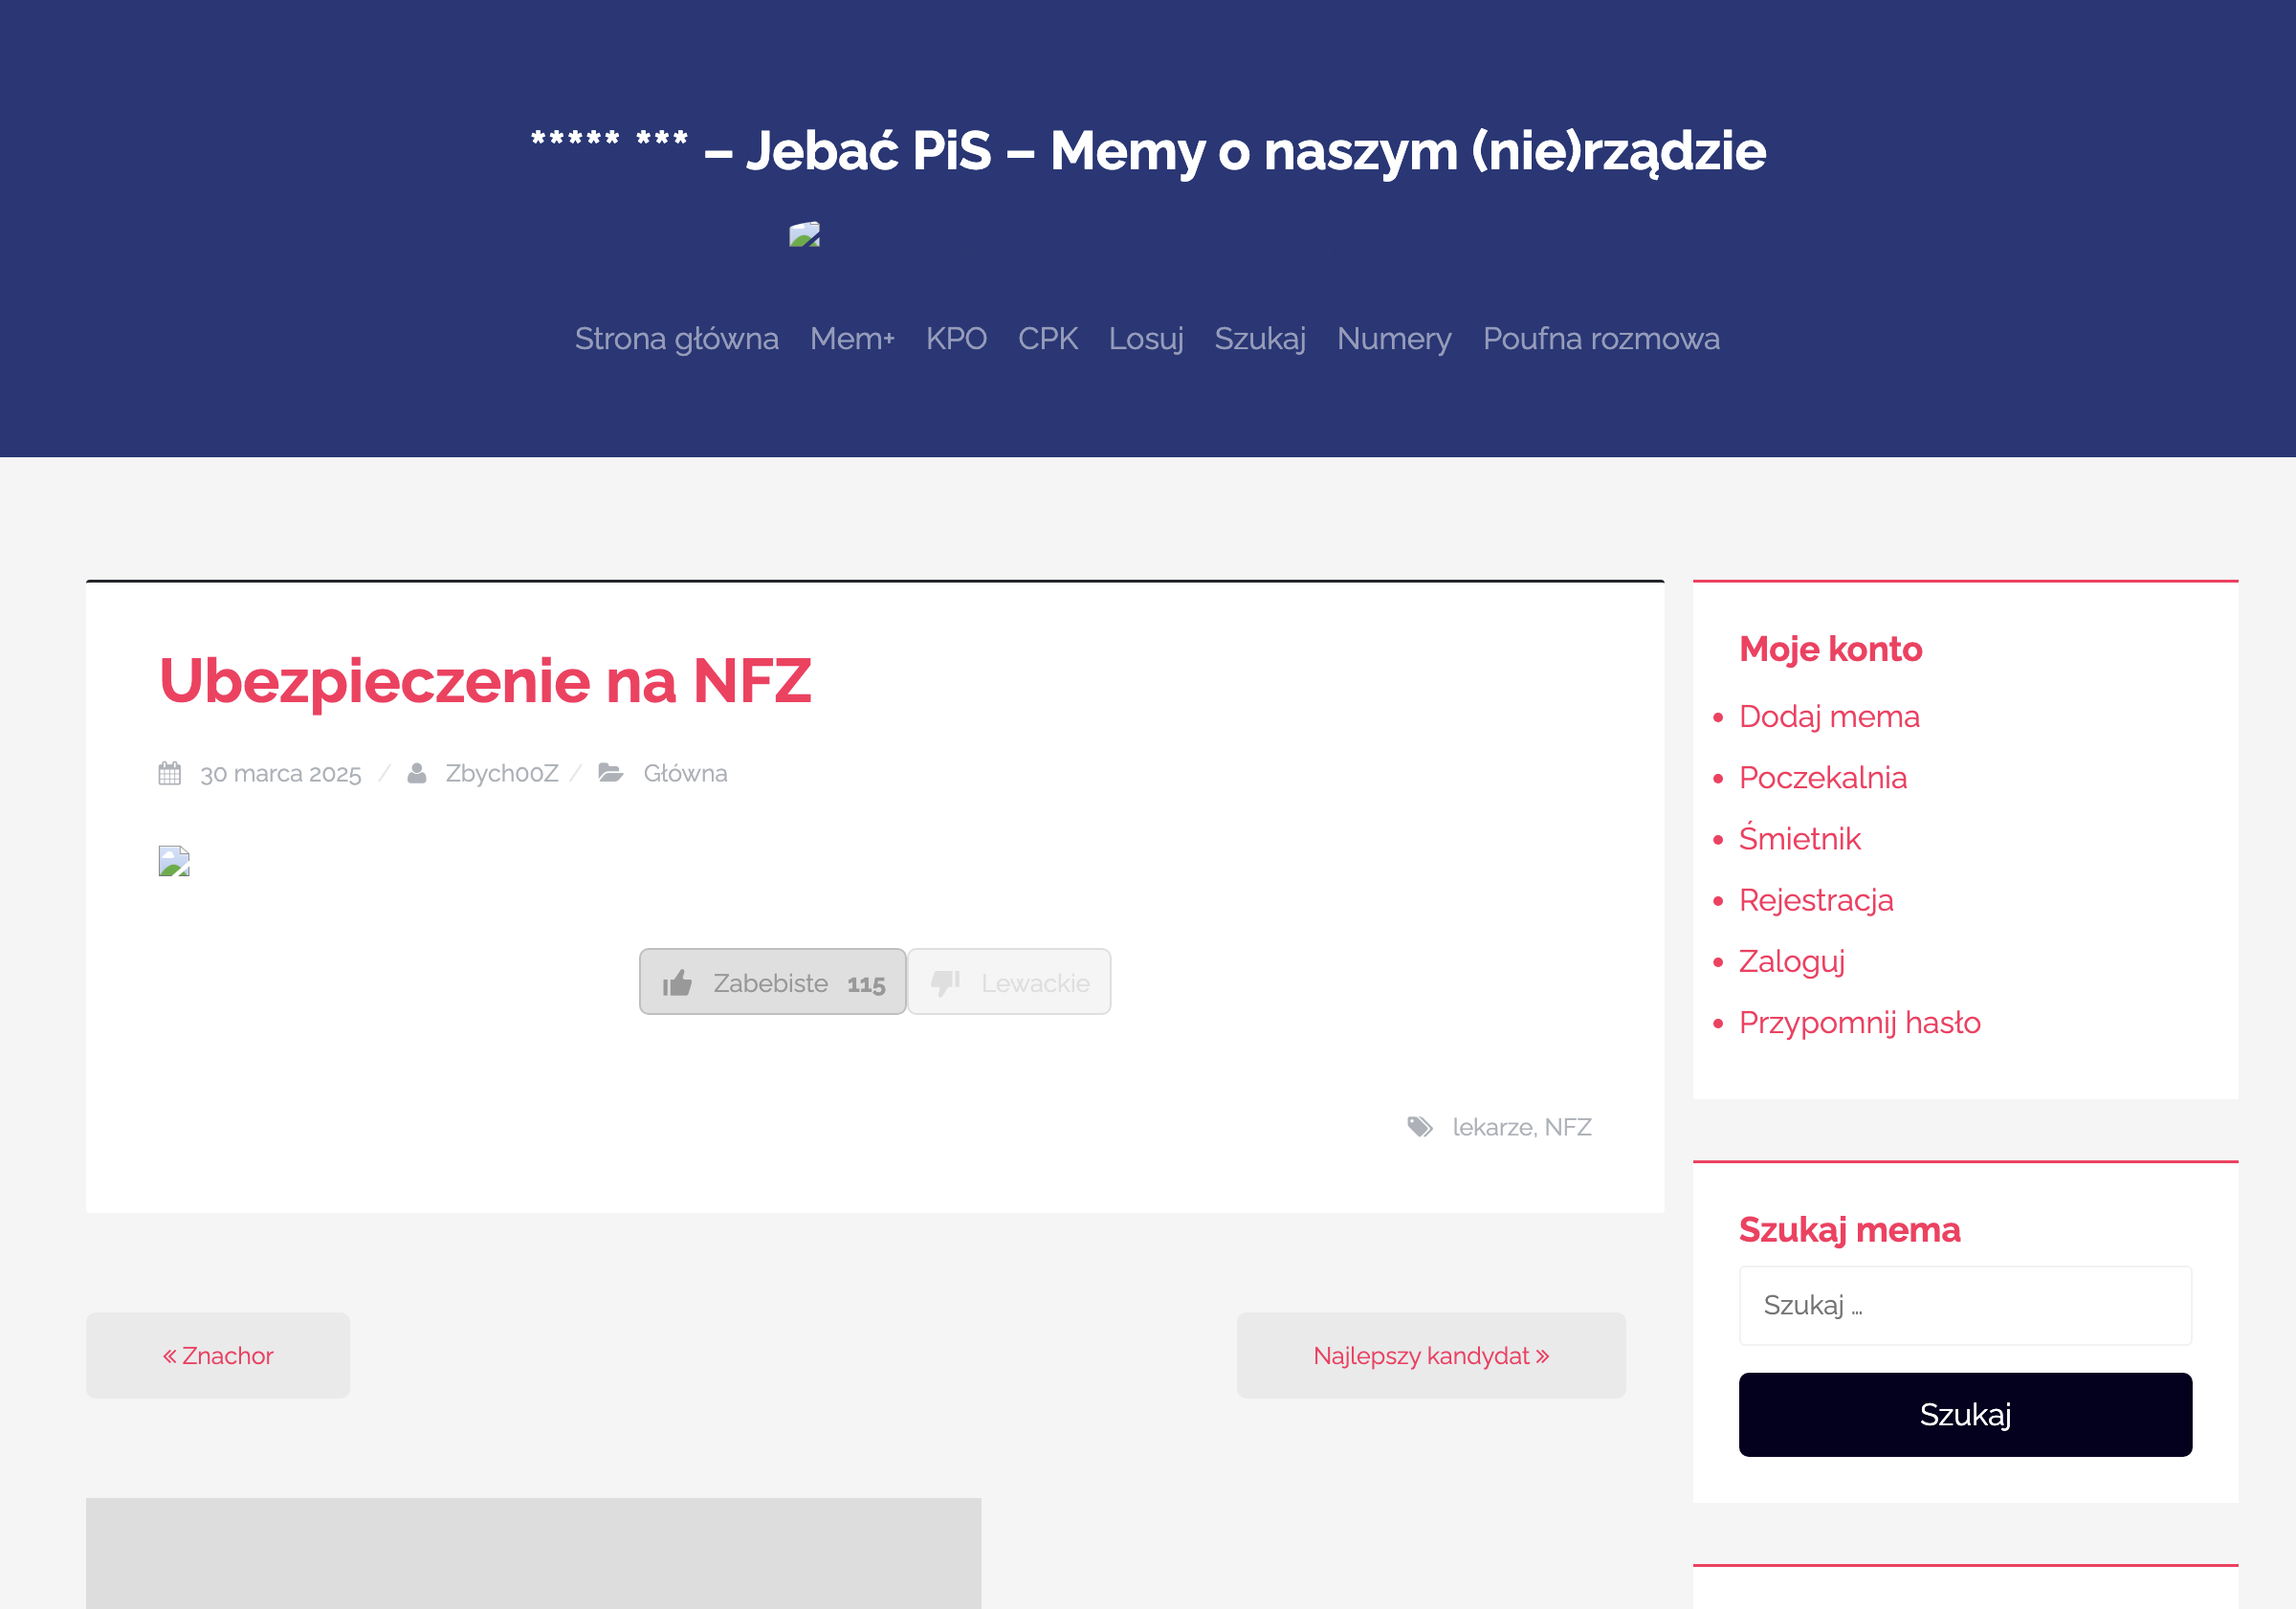 ***** *** – Jebać PiS – Memy o naszym (nie)rządzie
Strona główna Mem+ KPO CPK Losuj Szukaj Numery Poufna rozmowa
Ubezpieczenie na NFZ
30 marca 2025 / Zbych00Z / Główna
Zabebiste 115 Lewackie
lekarze, NFZ
« Znachor
Najlepszy kandydat »
Moje konto
• Dodaj mema
• Poczekalnia
• Śmietnik
• Rejestracja
• Zaloguj
• Przypomnij hasło
Szukaj mema
Szukaj …
Szukaj